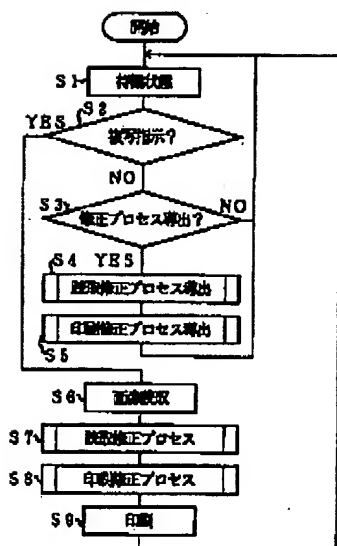 開始
S1
待機状態
YES
S2
複写指示?
NO
S3
修正プロセス導出?
NO
S4
YES
読取修正プロセス導出
印刷修正プロセス導出
S5
S6
画像読取
S7
読取修正プロセス
S8
印刷修正プロセス
S9
印刷